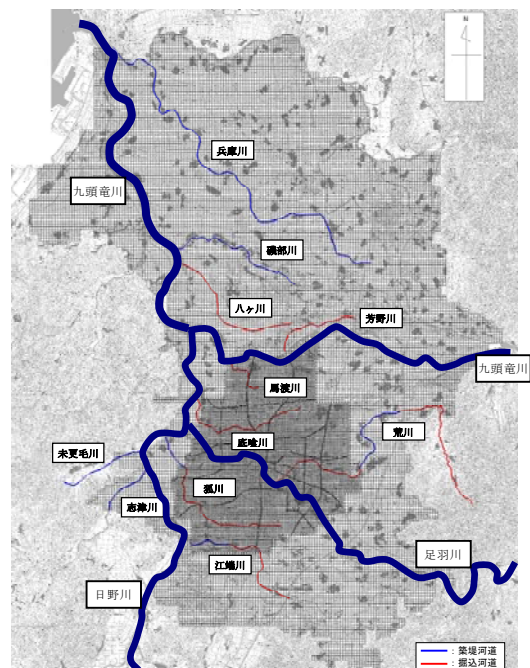 N
兵庫川
九頭竜川
磯部川
八ヶ川
芳野川
九頭竜川
馬渡川
荒川
底喰川
未更毛川
狐川
志津川
足羽川
江端川
日野川
：築堤河道
：掘込河道